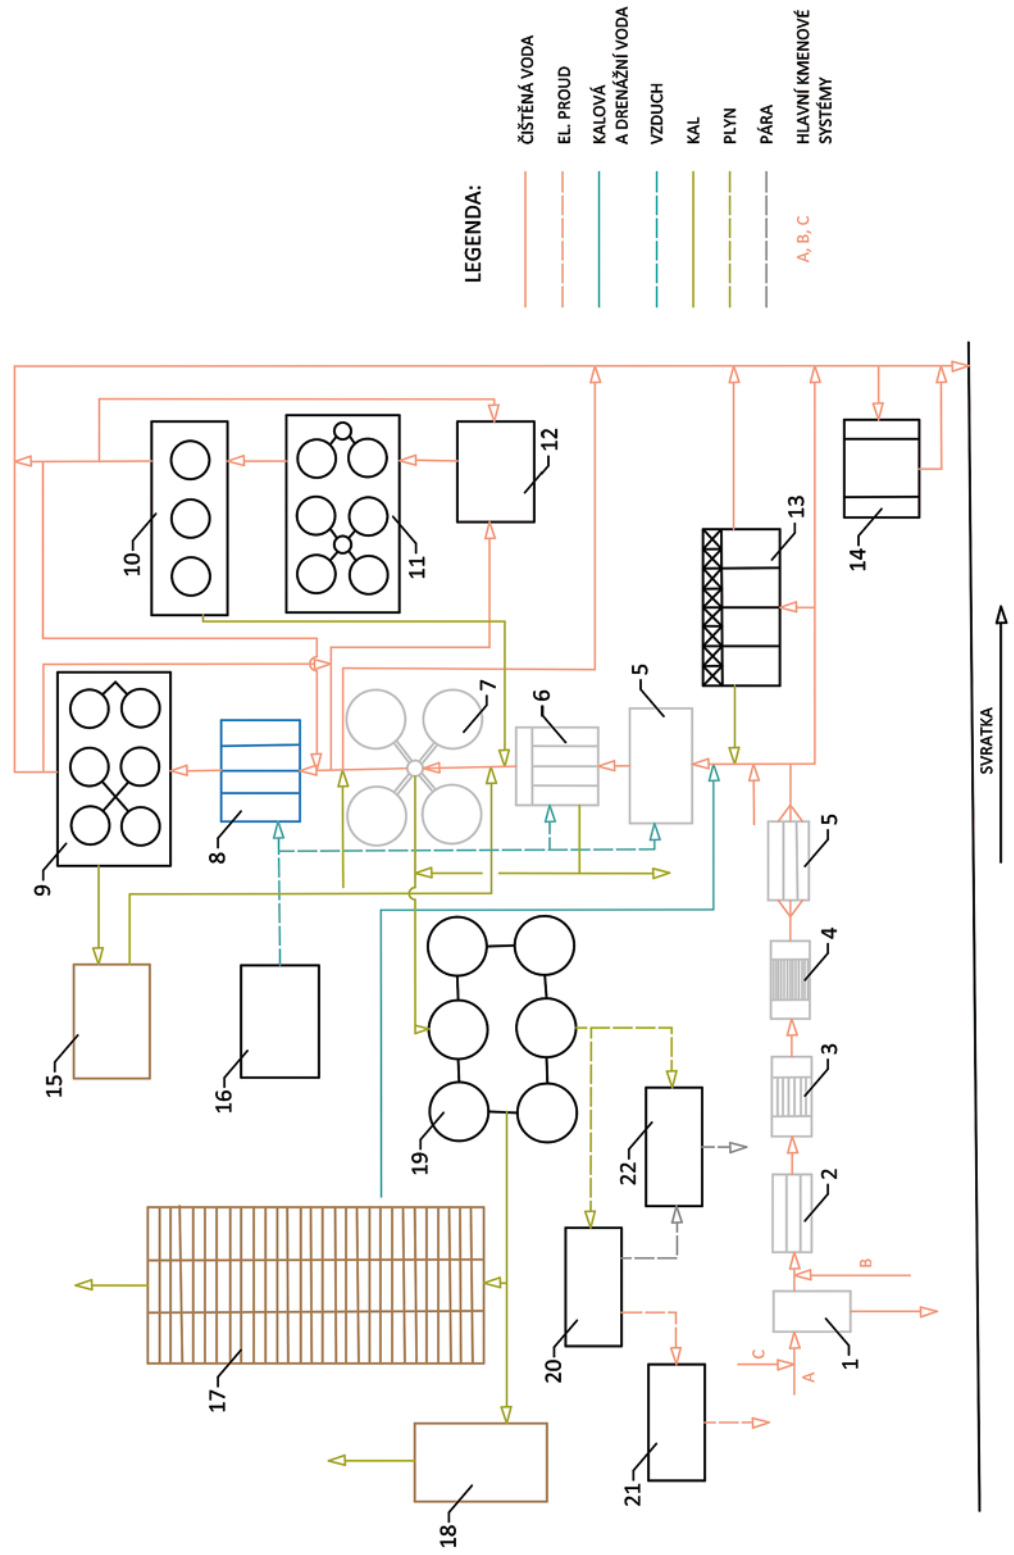 LEGENDA:
ČIŠTĚNÁ VODA
EL. PROUD
KALOVÁ
A DRENÁŽNÍ VODA
VZDUCH
KAL
PLYN
PÁRA
A, B, C
HLAVNÍ KMENOVÉ
SYSTÉMY
SVRATKA
A
B
C
1
2
3
4
5
5
6
7
8
9
10
11
12
13
14
15
16
17
18
19
20
21
22